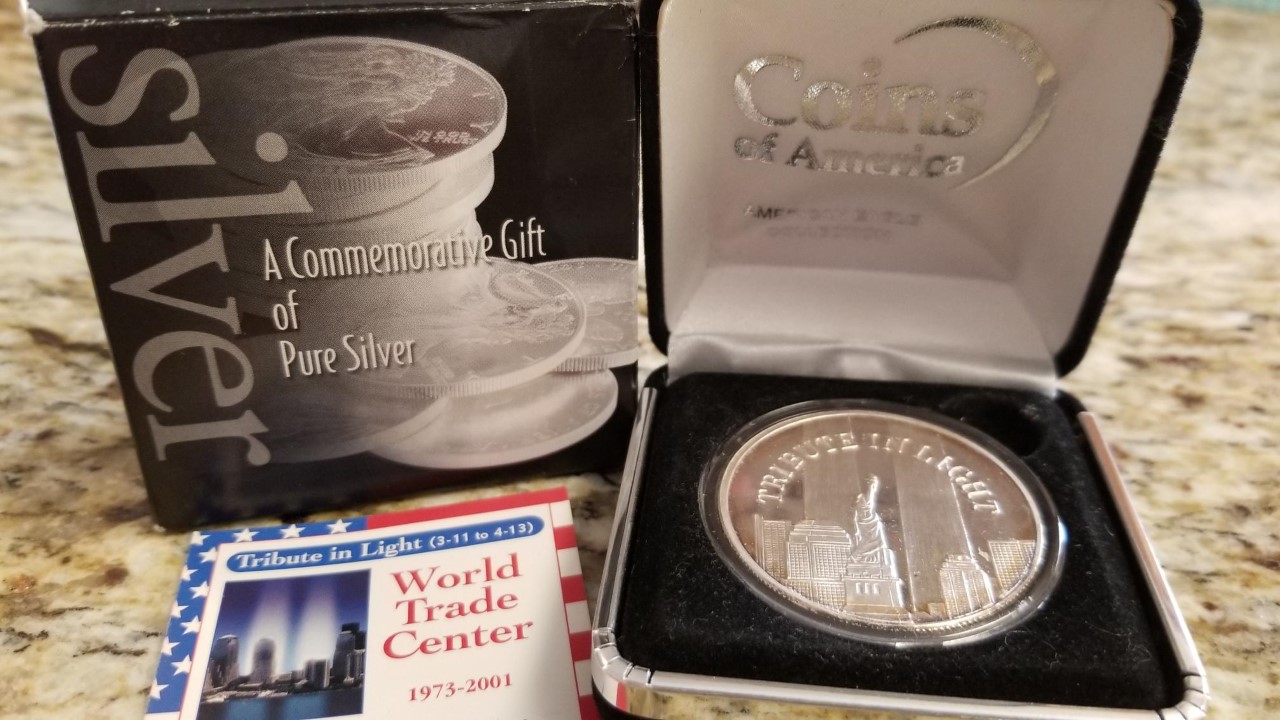 silver
A Commemorative Gift
of
Pure Silver
Coins
of America
TRIBUTE IN LIGHT
Tribute in Light (3-11 to 4-13)
World
Trade
Center
1973-2001